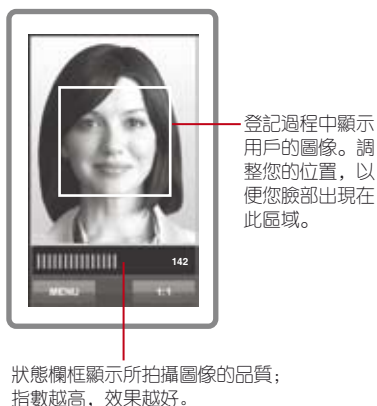 登記過程中顯示
用戶的圖像。調
整您的位置，以
便您臉部出現在
此區域。
142
MENU 1:1
狀態欄框顯示所拍攝圖像的品質；
指數越高，效果越好。